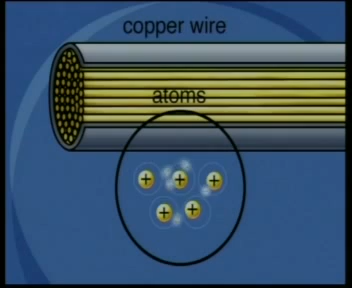 copper wire
atoms
+ + +
+ +